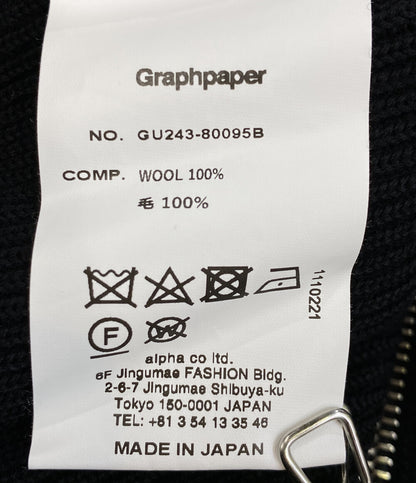 Graphpaper
NO. GU243-80095B
COMP. WOOL 100%
毛 100%
1110221
F
W
alpha co ltd.
6F Jingumae FASHION Bldg.
2-6-7 Jingumae Shibuya-ku
Tokyo 150-0001 JAPAN
TEL: +81 3 54 13 35 46
MADE IN JAPAN